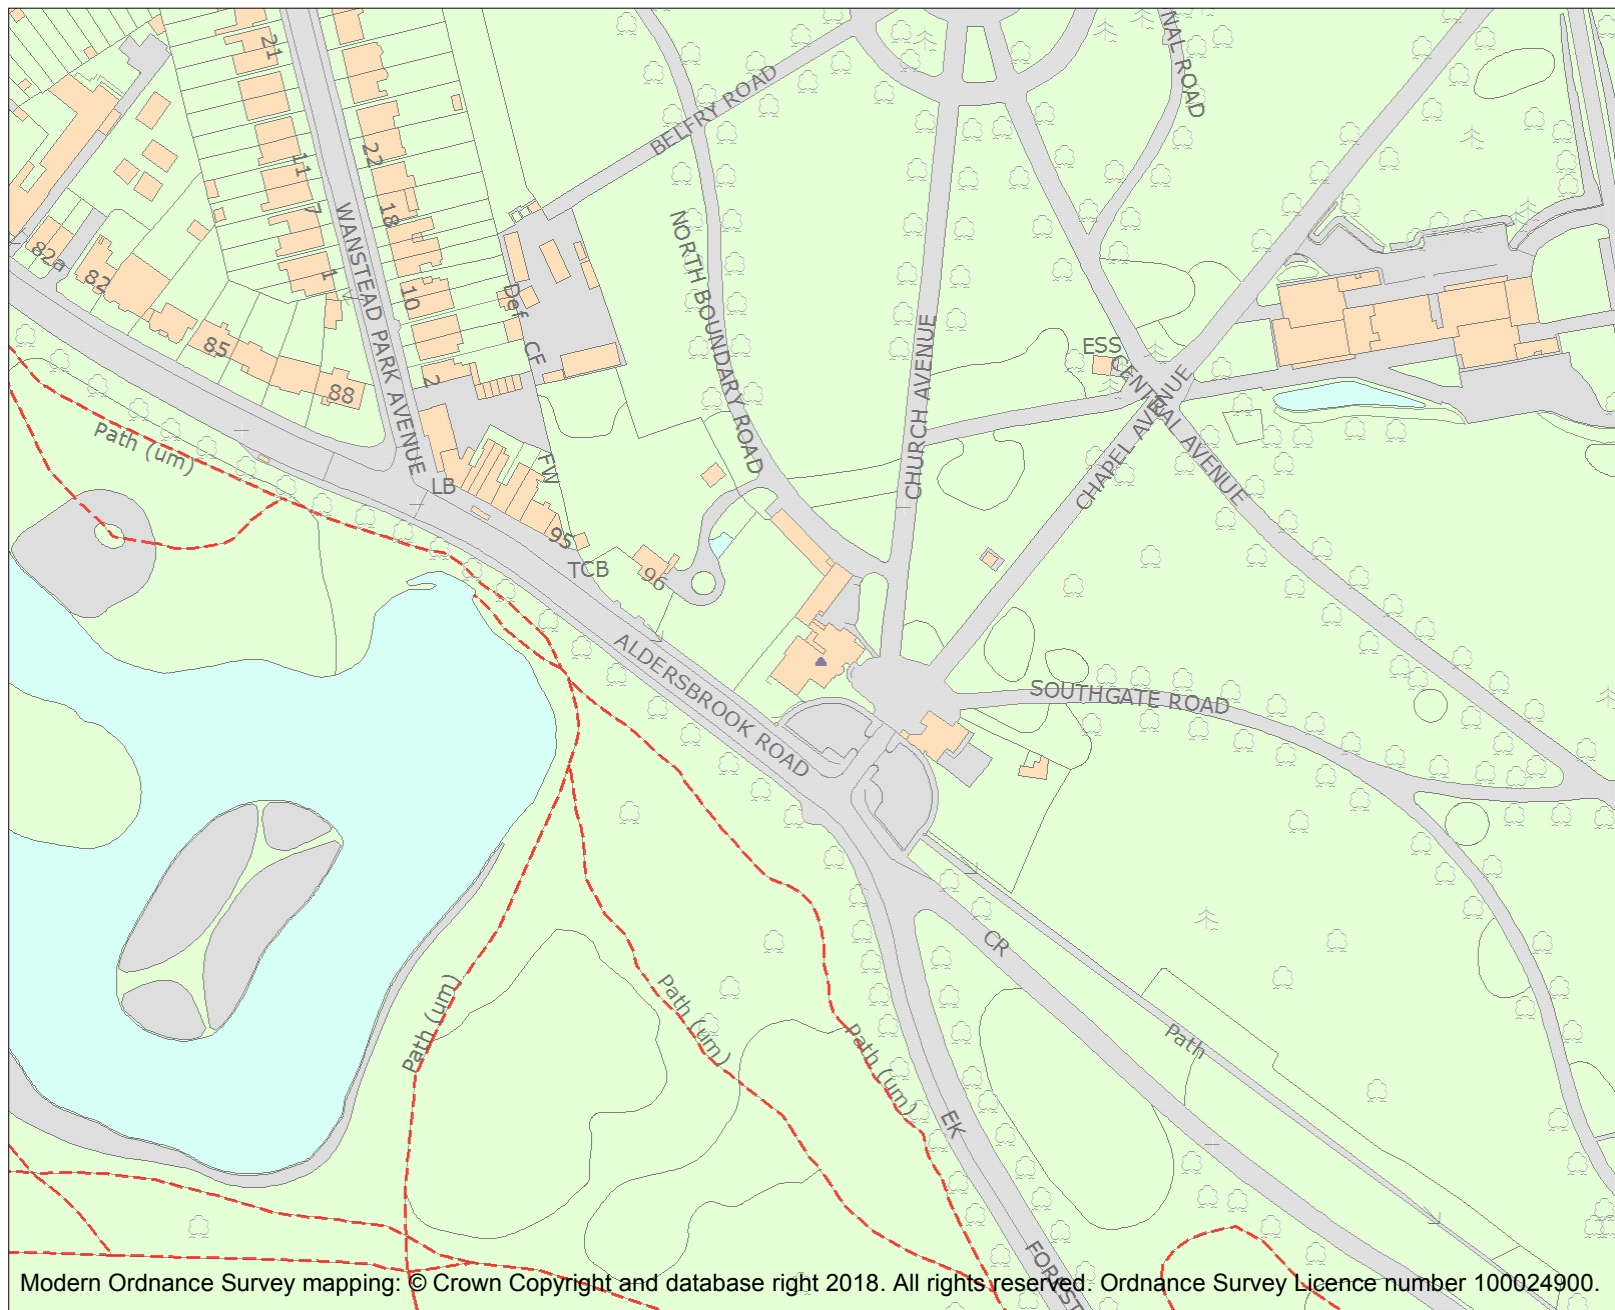 21
NAL ROAD
BELFRY ROAD
11
22
7
18
WANSTEAD PARK AVENUE
NORTH BOUNDARY ROAD
82a
82
1
10
Def
CF
CHURCH AVENUE
ESS
CENTRAL AVENUE
CHAPEL AVENUE
85
88
2
Path (um)
LB
FW
95
TCB
96
ALDERSBROOK ROAD
SOUTHGATE ROAD
CR
Path (um)
Path (um)
Path (um)
Path
EK
FOREST
Modern Ordnance Survey mapping: © Crown Copyright and database right 2018. All rights reserved. Ordnance Survey Licence number 100024900.